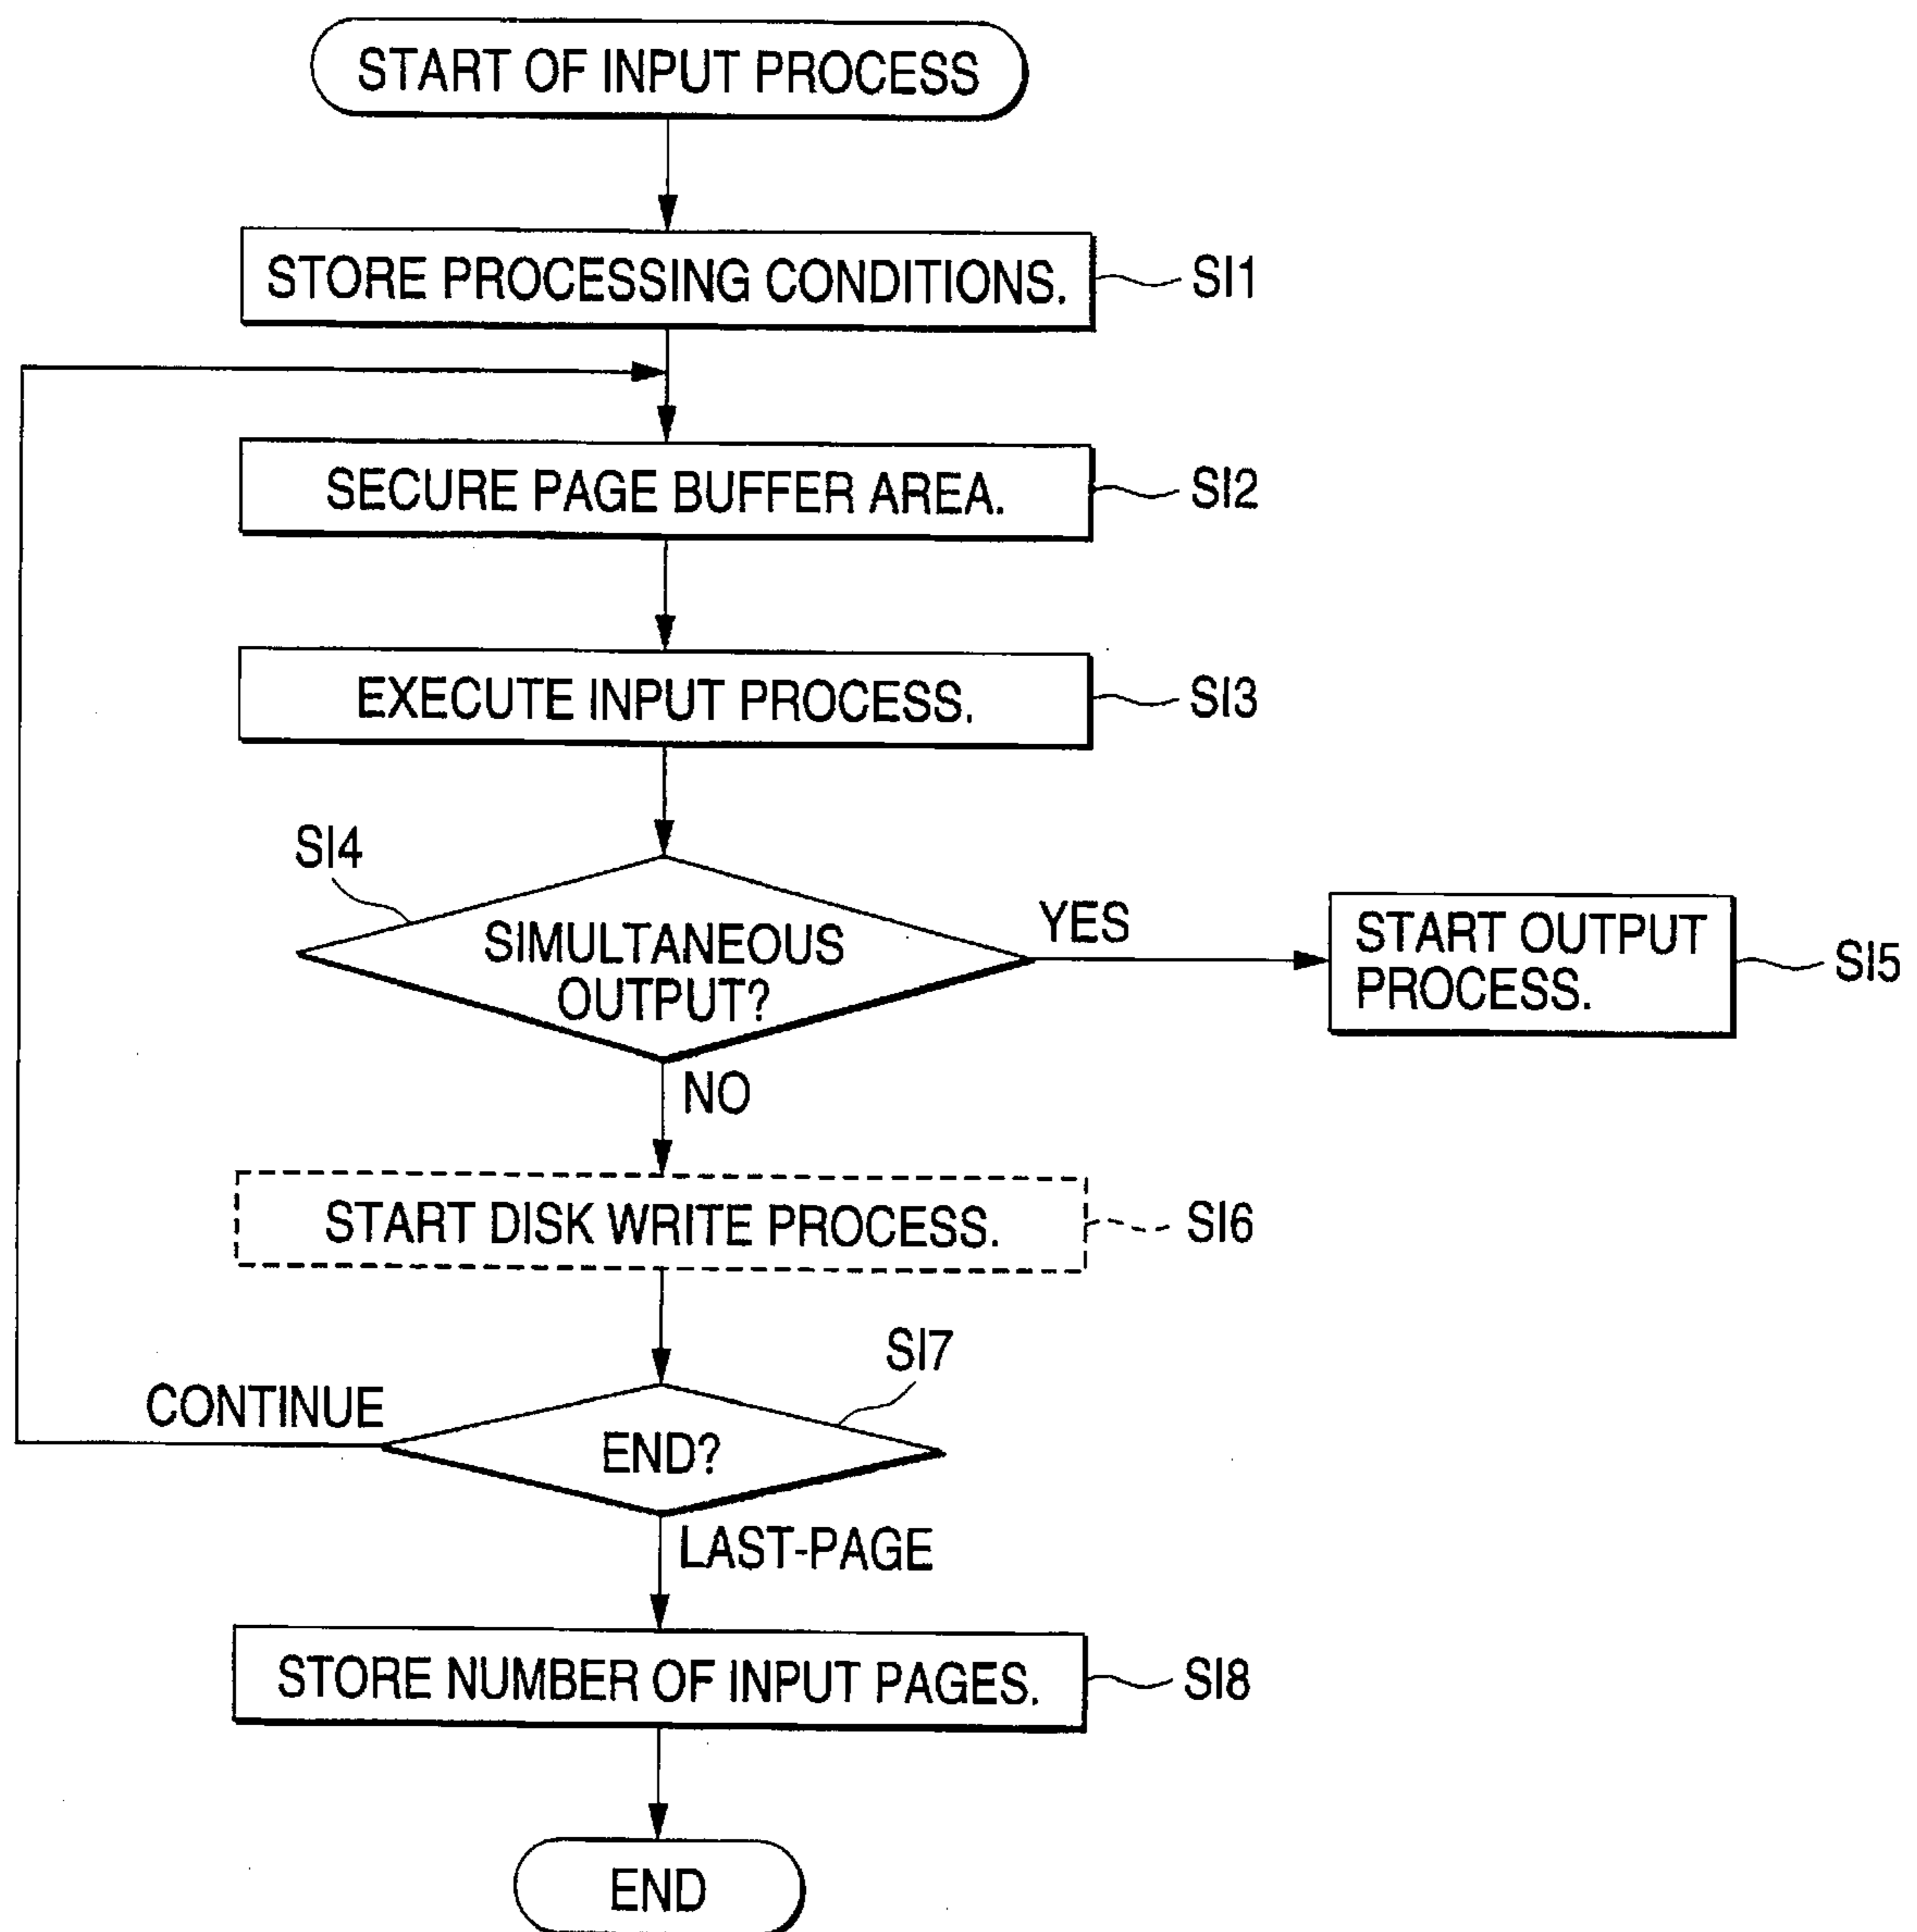 START OF INPUT PROCESS
STORE PROCESSING CONDITIONS.
SI1
SECURE PAGE BUFFER AREA.
SI2
EXECUTE INPUT PROCESS.
SI3
SI4
SIMULTANEOUS
OUTPUT?
YES
START OUTPUT
PROCESS.
SI5
NO
START DISK WRITE PROCESS.
SI6
SI7
CONTINUE
END?
LAST-PAGE
STORE NUMBER OF INPUT PAGES.
SI8
END